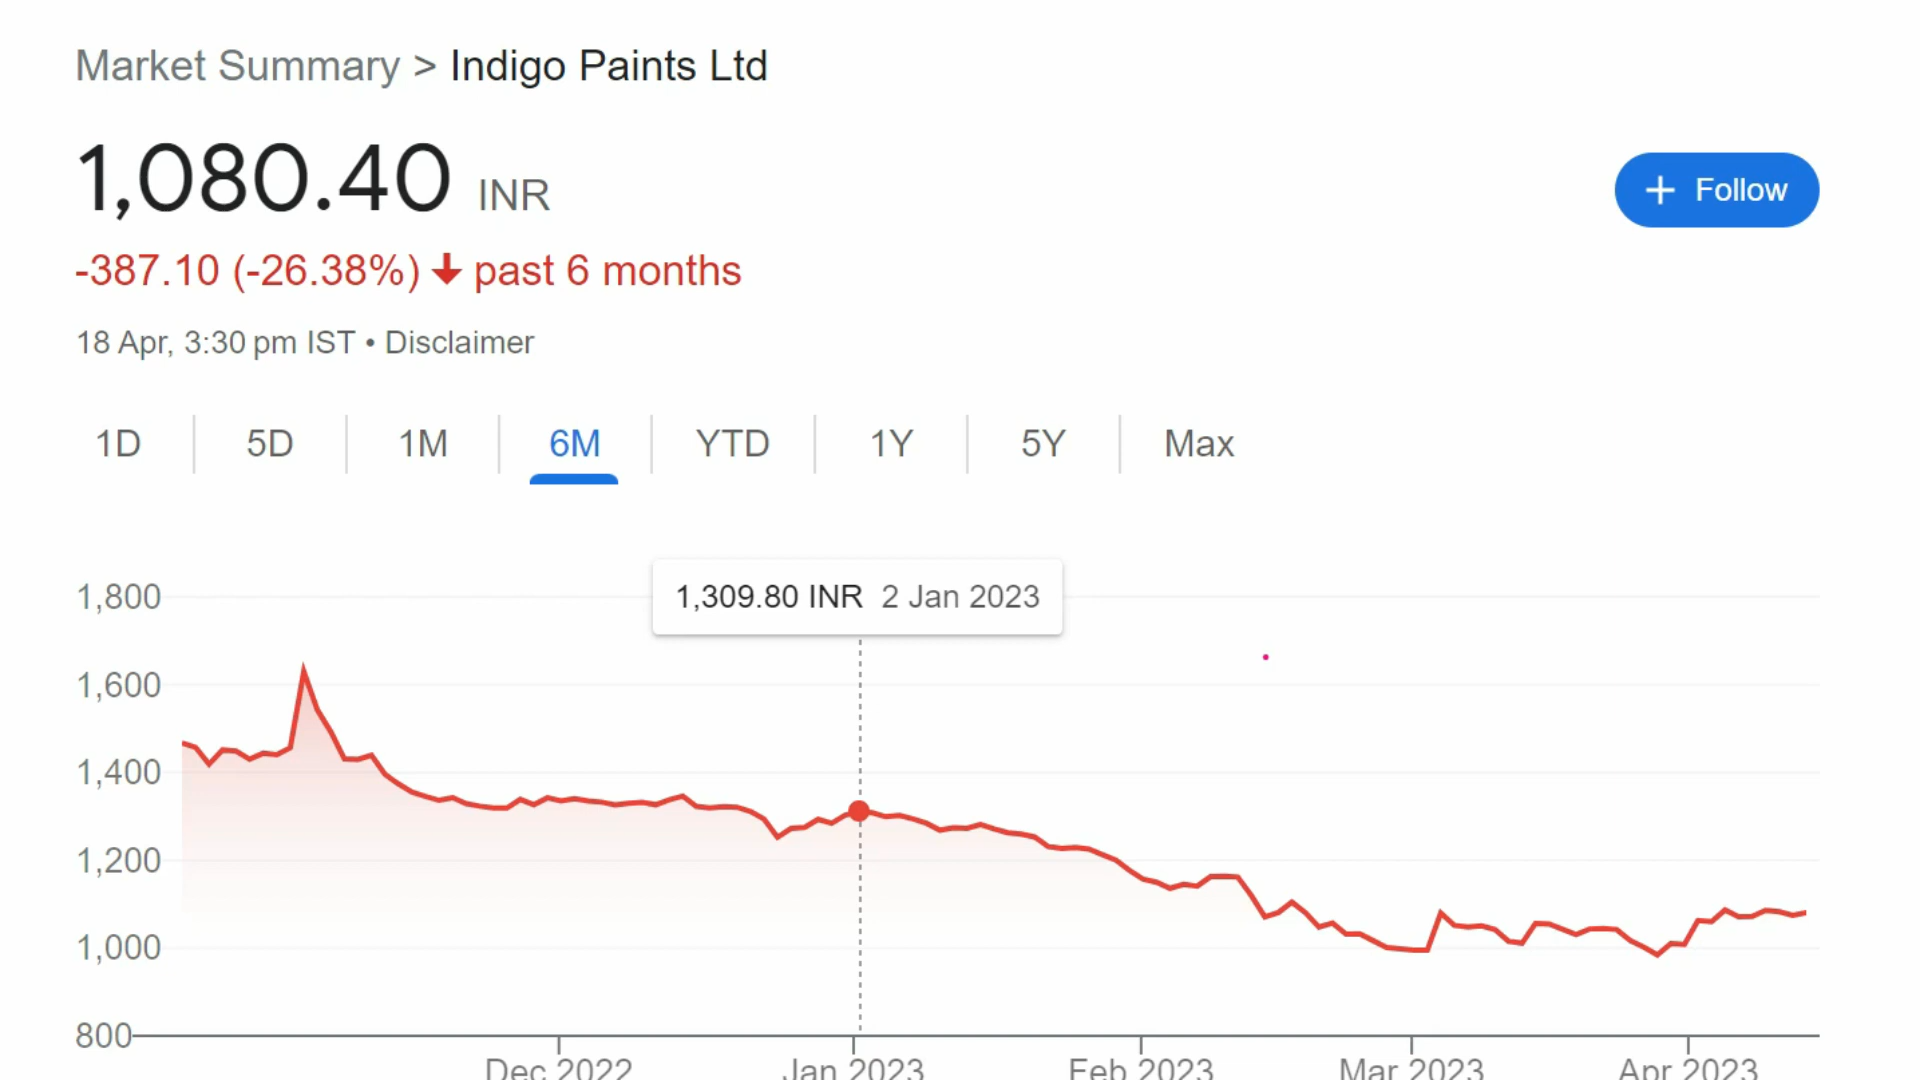 Market Summary > Indigo Paints Ltd
1,080.40 INR
+ Follow
-387.10 (-26.38%) ↓ past 6 months
18 Apr, 3:30 pm IST • Disclaimer
1D 5D 1M 6M YTD 1Y 5Y Max
1,309.80 INR 2 Jan 2023
1,800
1,600
1,400
1,200
1,000
800
Dec 2022 Jan 2023 Feb 2023 Mar 2023 Apr 2023